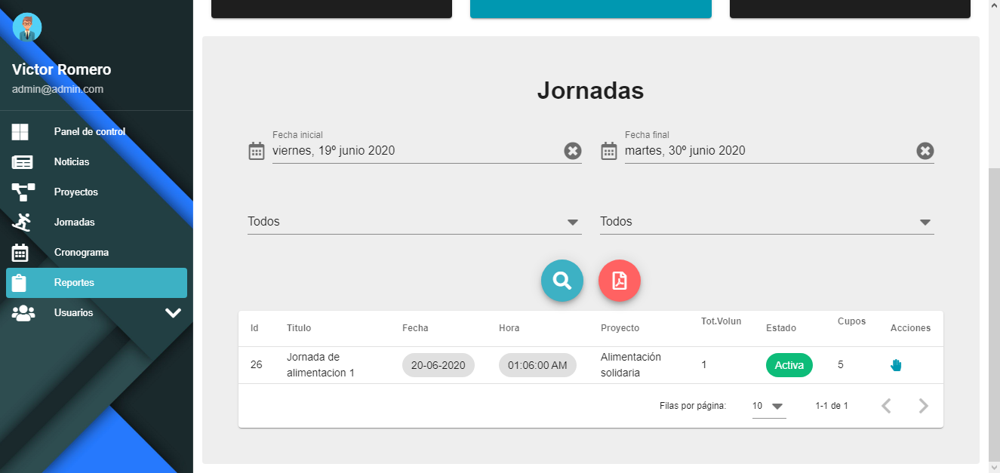 Victor Romero
admin@admin.com
Panel de control
Noticias
Proyectos
Jornadas
Cronograma
Reportes
Usuarios
Jornadas
Fecha inicial
viernes, 19º junio 2020
Fecha final
martes, 30º junio 2020
Todos
Todos
Id Titulo Fecha Hora Proyecto Tot.Volun Estado Cupos Acciones
26 Jornada de alimentacion 1 20-06-2020 01:06:00 AM Alimentación solidaria 1 Activa 5
Filas por página: 10 1-1 de 1